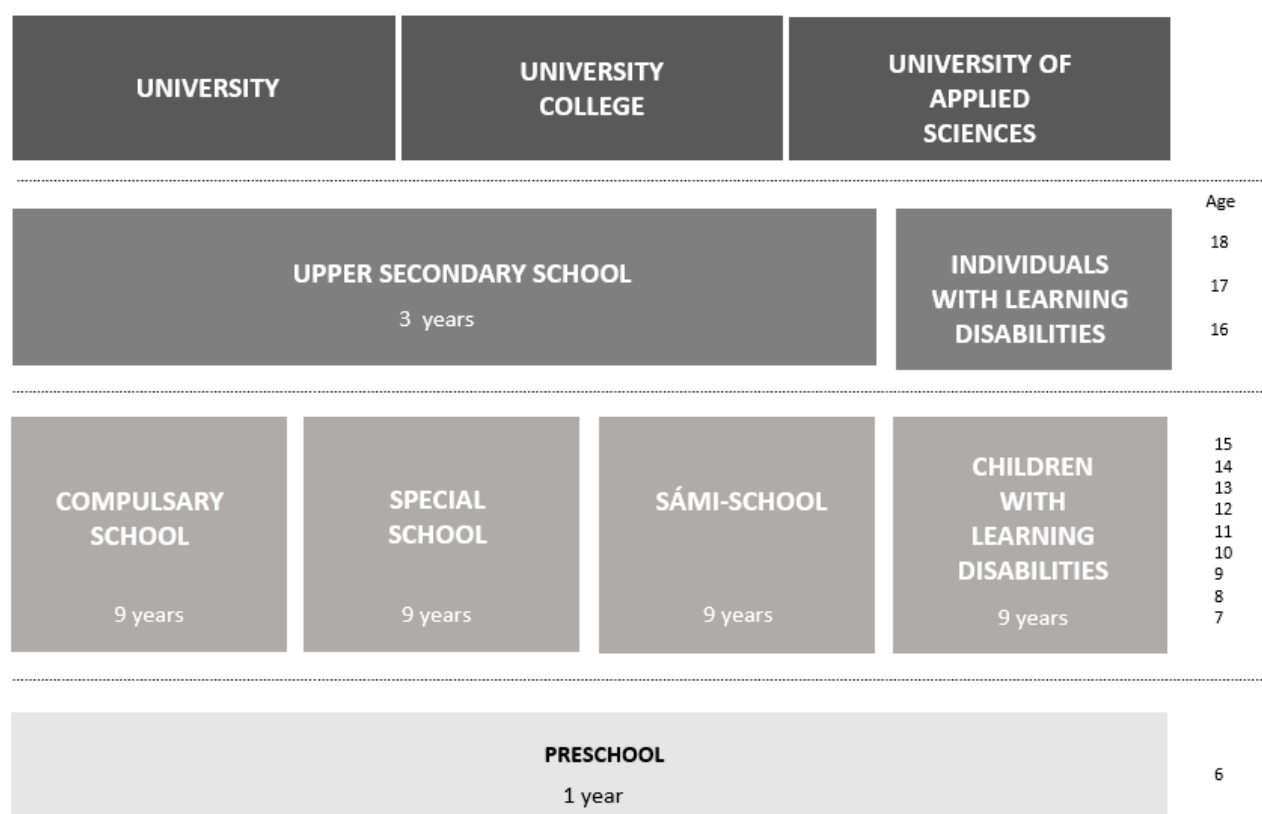 UNIVERSITY
UNIVERSITY
COLLEGE
UNIVERSITY OF
APPLIED
SCIENCES
Age
UPPER SECONDARY SCHOOL
3 years
INDIVIDUALS
WITH LEARNING
DISABILITIES
18
17
16
COMPULSARY
SCHOOL
9 years
SPECIAL
SCHOOL
9 years
SÁMI-SCHOOL
9 years
CHILDREN
WITH
LEARNING
DISABILITIES
9 years
15
14
13
12
11
10
9
8
7
PRESCHOOL
1 year
6